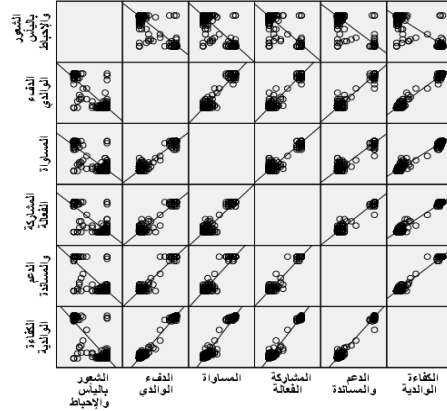 الشعور
باليأس
والإحباط
الدفء
الوالدي
المساواة
المشاركة
الفعالة
الدعم
والمساندة
الكفاءة
الوالدية
الشعور
باليأس
والإحباط
الدفء
الوالدي
المساواة
المشاركة
الفعالة
الدعم
والمساندة
الكفاءة
الوالدية